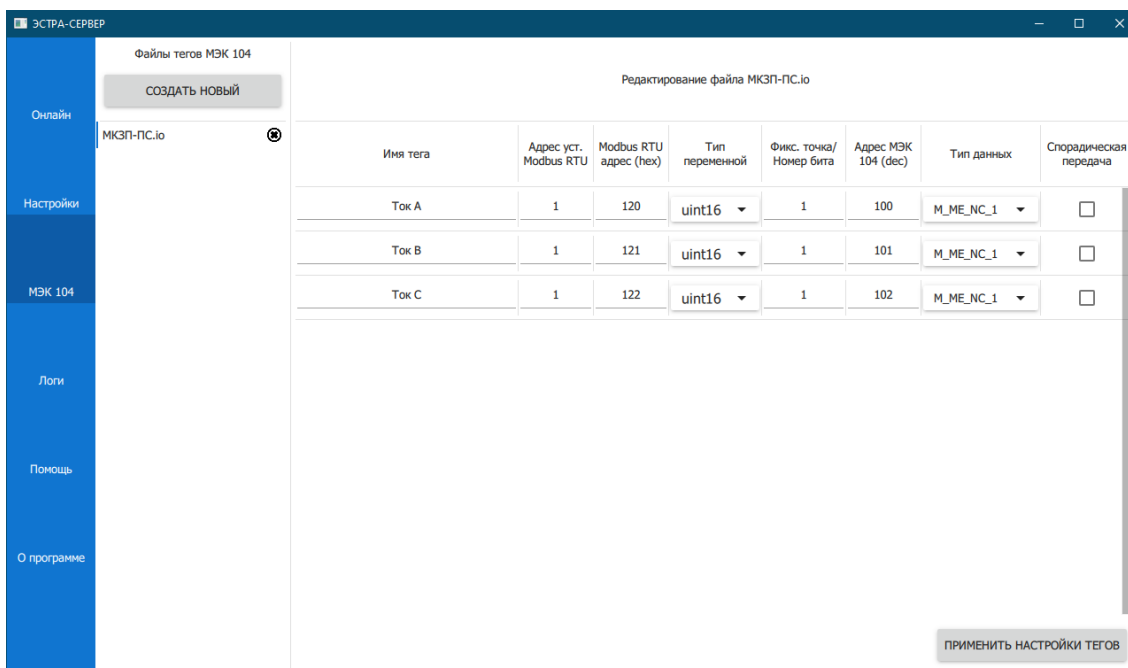 ЭСТРА-СЕРВЕР
Онлайн
Настройки
МЭК 104
Логи
Помощь
О программе
Файлы тегов МЭК 104
СОЗДАТЬ НОВЫЙ
МКЗП-ПС.io
Редактирование файла МКЗП-ПС.io
Имя тега
Адрес уст.
Modbus RTU
Modbus RTU
адрес (hex)
Тип
переменной
Фикс. точка/
Номер бита
Адрес МЭК
104 (dec)
Тип данных
Спорадическая
передача
Ток А 1 120 uint16 1 100 M_ME_NC_1
Ток В 1 121 uint16 1 101 M_ME_NC_1
Ток С 1 122 uint16 1 102 M_ME_NC_1
ПРИМЕНИТЬ НАСТРОЙКИ ТЕГОВ